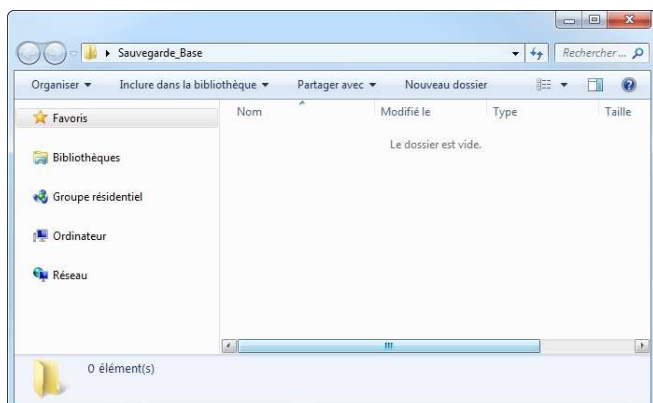 Sauvegarde_Base
Rechercher...
Organiser
Inclure dans la bibliothèque
Partager avec
Nouveau dossier
Favoris
Bibliothèques
Groupe résidentiel
Ordinateur
Réseau
Nom
Modifié le
Type
Taille
Le dossier est vide.
0 élément(s)